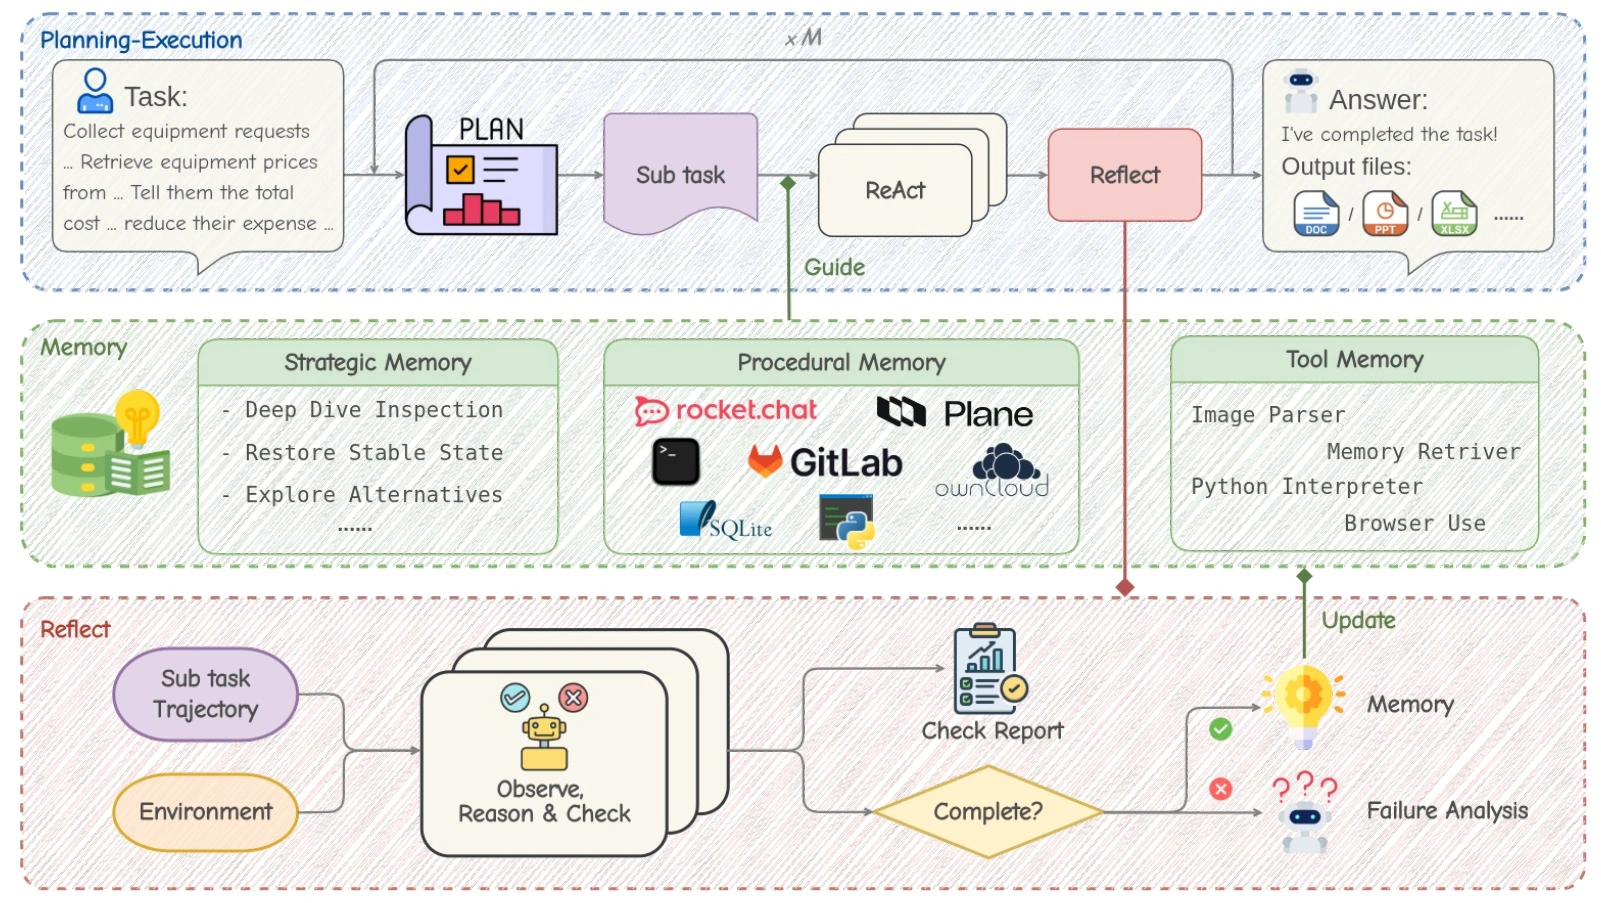 Planning-Execution
x M
Task:
Collect equipment requests
… Retrieve equipment prices
from … Tell them the total
cost … reduce their expense …
PLAN
Sub task
ReAct
Reflect
Answer:
I've completed the task!
Output files:
DOC / PPT / XLSX ......
Guide
Memory
Strategic Memory
- Deep Dive Inspection
- Restore Stable State
- Explore Alternatives
......
Procedural Memory
rocket.chat
Plane
>_
GitLab
ownCloud
SQLite
......
Tool Memory
Image Parser
Memory Retriver
Python Interpreter
Browser Use
Reflect
Sub task
Trajectory
Environment
Observe,
Reason & Check
Check Report
Complete?
Update
Memory
???
Failure Analysis